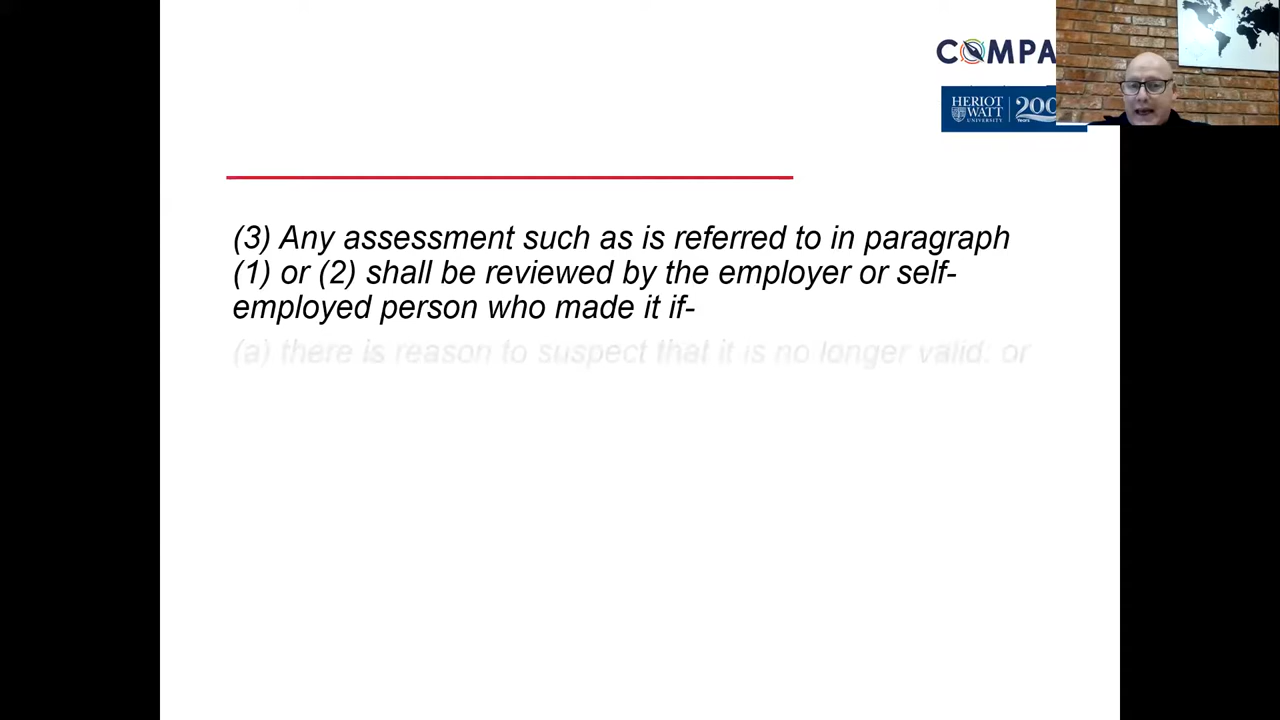 COMPA
HERIOT
WATT
UNIVERSITY
200
Years
(3) Any assessment such as is referred to in paragraph
(1) or (2) shall be reviewed by the employer or self-
employed person who made it if-
(a) there is reason to suspect that it is no longer valid. or